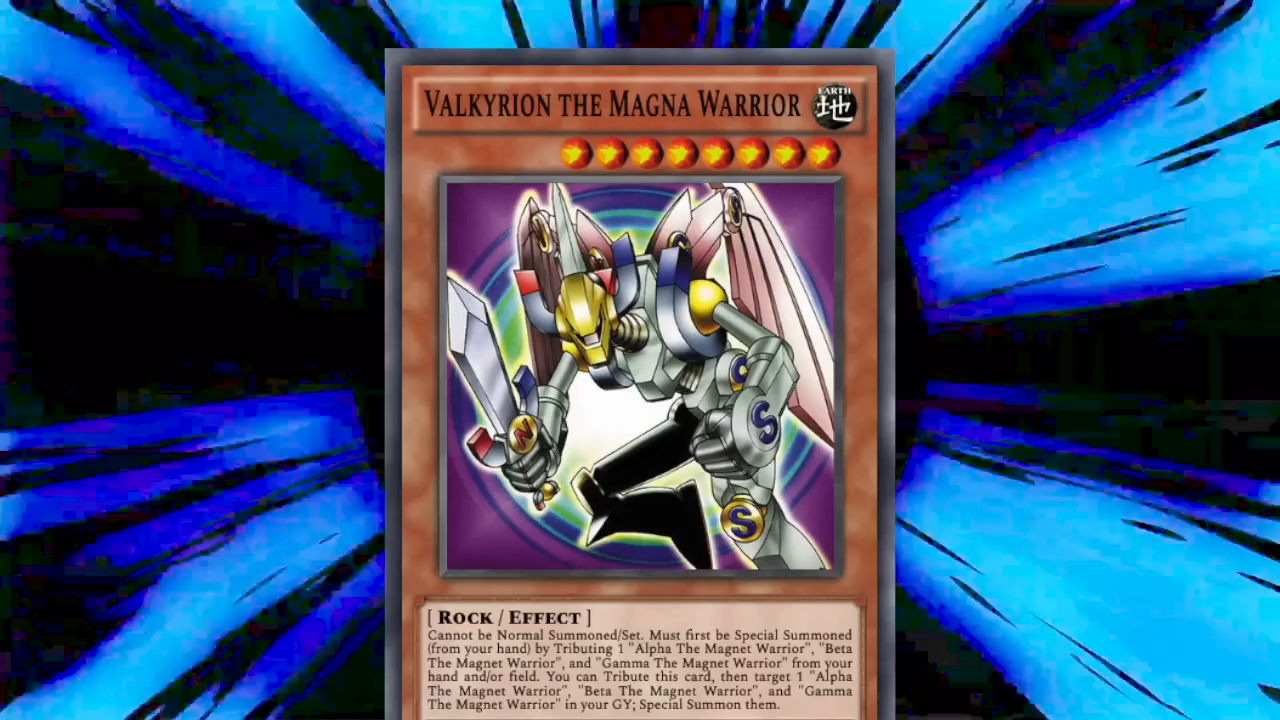 VALKYRION THE MAGNA WARRIOR
EARTH
地
N
C
S
S
[ ROCK / EFFECT ]
Cannot be Normal Summoned/Set. Must first be Special Summoned
(from your hand) by Tributing 1 "Alpha The Magnet Warrior", "Beta
The Magnet Warrior", and "Gamma The Magnet Warrior" from your
hand and/or field. You can Tribute this card, then target 1 "Alpha
The Magnet Warrior", "Beta The Magnet Warrior", and "Gamma
The Magnet Warrior" in your GY; Special Summon them.